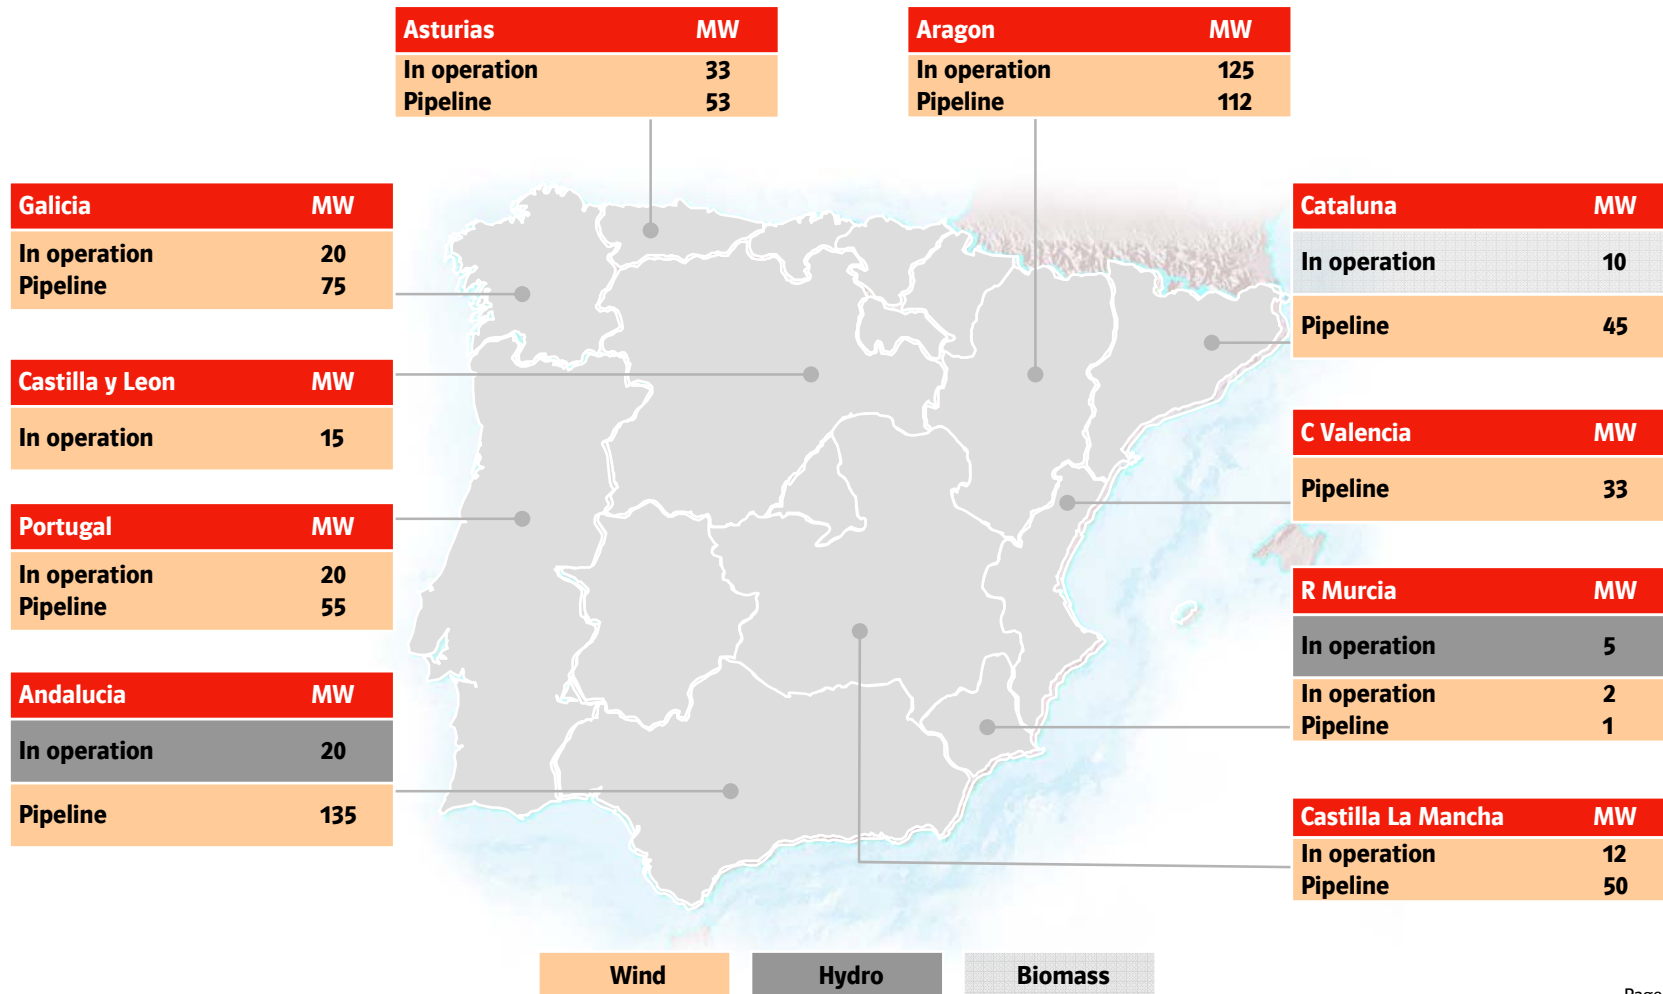 Asturias MW
In operation 33
Pipeline 53
Aragon MW
In operation 125
Pipeline 112
Galicia MW
In operation 20
Pipeline 75
Castilla y Leon MW
In operation 15
Portugal MW
In operation 20
Pipeline 55
Andalucia MW
In operation 20
Pipeline 135
Cataluna MW
In operation 10
Pipeline 45
C Valencia MW
Pipeline 33
R Murcia MW
In operation 5
In operation 2
Pipeline 1
Castilla La Mancha MW
In operation 12
Pipeline 50
Wind Hydro Biomass
Page